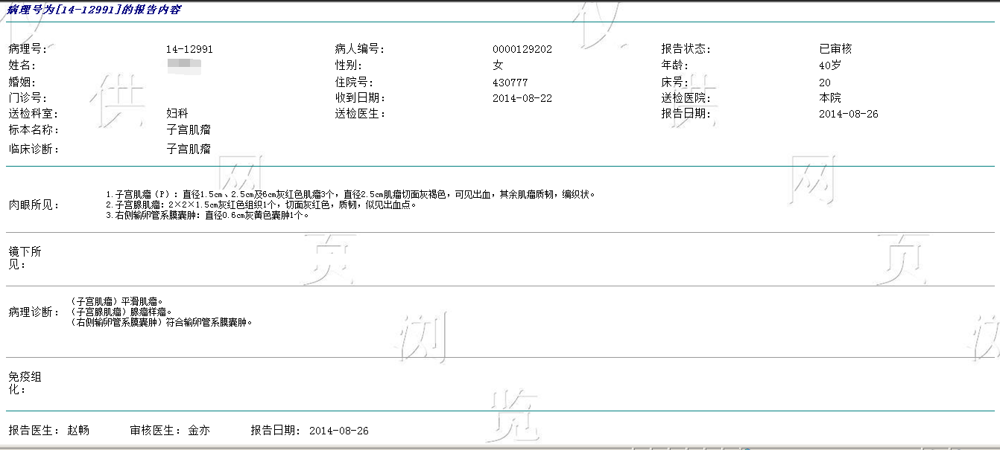 病理号为[14-12991]的报告内容
病理号: 14-12991 病人编号: 0000129202 报告状态: 已审核
姓名: 性别: 女 年龄: 40岁
婚姻: 住院号: 430777 床号: 20
门诊号: 收到日期: 2014-08-22 送检医院: 本院
送检科室: 妇科 送检医生: 报告日期: 2014-08-26
标本名称: 子宫肌瘤
临床诊断: 子宫肌瘤
肉眼所见:
1.子宫肌瘤(P): 直径1.5cm、2.5cm及6cm灰红色肌瘤3个, 直径2.5cm肌瘤切面灰褐色, 可见出血, 其余肌瘤质韧, 编织状。
2.子宫腺肌瘤: 2×2×1.5cm灰红色组织1个, 切面灰红色, 质韧, 似见出血点。
3.右侧输卵管系膜囊肿: 直径0.6cm灰黄色囊肿1个。
镜下所
见:
病理诊断:
(子宫肌瘤)平滑肌瘤。
(子宫腺肌瘤)腺瘤样瘤。
(右侧输卵管系膜囊肿)符合输卵管系膜囊肿。
免疫组
化:
报告医生: 赵畅 审核医生: 金亦 报告日期: 2014-08-26
仅供网页浏览
仅供网页浏